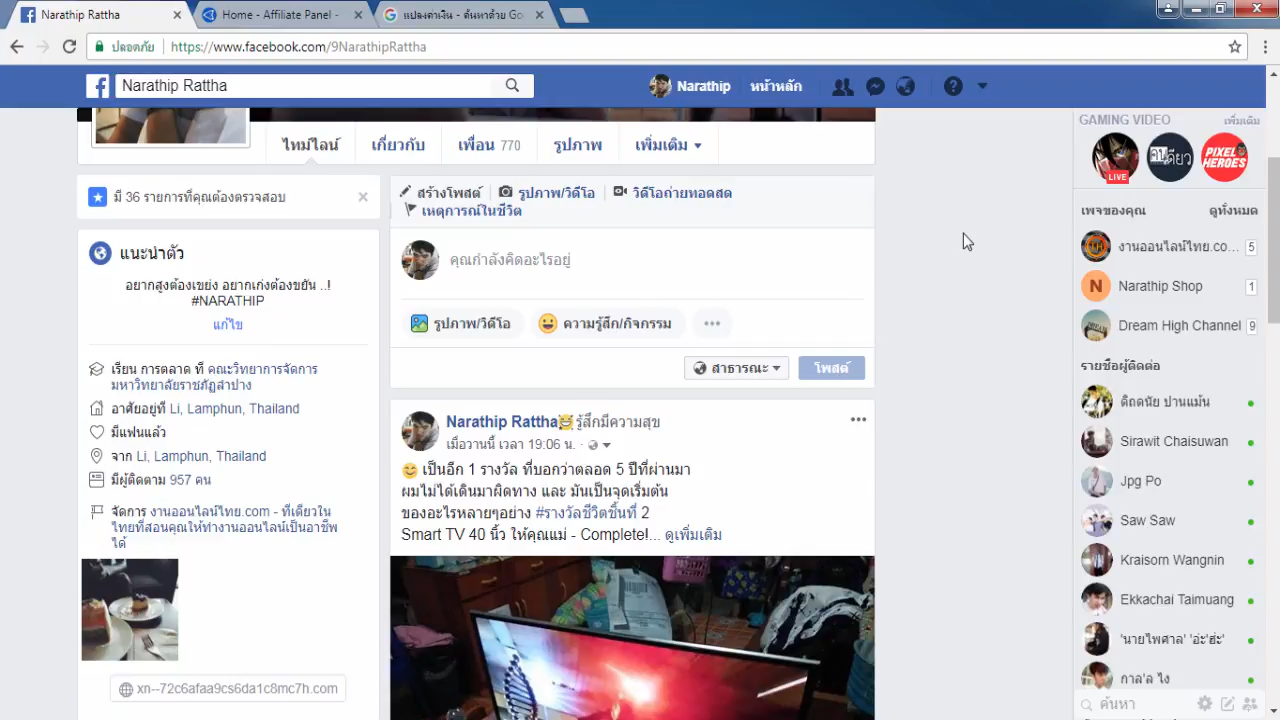 Narathip Rattha
Home - Affiliate Panel -
แปลงค่าเงิน - ค้นหาด้วย Go
ปลอดภัย
https://www.facebook.com/9NarathipRattha
Narathip Rattha
Narathip
หน้าหลัก
ไทม์ไลน์
เกี่ยวกับ
เพื่อน 770
รูปภาพ
เพิ่มเติม
มี 36 รายการที่คุณต้องตรวจสอบ
แนะนำตัว
อยากสูงต้องเขย่ง อยากเก่งต้องขยัน ..!
#NARATHIP
แก้ไข
เรียน การตลาด ที่ คณะวิทยาการจัดการ
มหาวิทยาลัยราชภัฏลำปาง
อาศัยอยู่ที่ Li, Lamphun, Thailand
มีแฟนแล้ว
จาก Li, Lamphun, Thailand
มีผู้ติดตาม 957 คน
จัดการ งานออนไลน์ไทย.com - ที่เดียวใน
ไทยที่สอนคุณให้ทำงานออนไลน์เป็นอาชีพ
ได้
xn--72c6afaa9cs6da1c8mc7h.com
สร้างโพสต์
รูปภาพ/วิดีโอ
วิดีโอถ่ายทอดสด
เหตุการณ์ในชีวิต
คุณกำลังคิดอะไรอยู่
รูปภาพ/วิดีโอ
ความรู้สึก/กิจกรรม
สาธารณะ
โพสต์
Narathip Rattha 😆 รู้สึกมีความสุข
เมื่อวานนี้ เวลา 19:06 น. ·
😊 เป็นอีก 1 รางวัล ที่บอกว่าตลอด 5 ปีที่ผ่านมา
ผมไม่ได้เดินมาผิดทาง และ มันเป็นจุดเริ่มต้น
ของอะไรหลายๆอย่าง #รางวัลชีวิตชิ้นที่ 2
Smart TV 40 นิ้ว ให้คุณแม่ - Complete!... ดูเพิ่มเติม
GAMING VIDEO
เพิ่มเติม
LIVE
คนเดียว
PIXEL
HEROES
เพจของคุณ
ดูทั้งหมด
งานออนไลน์ไทย.co... 5
N
Narathip Shop 1
Dream High Channel 9
รายชื่อผู้ติดต่อ
ดิถดนัย ปานแม้น
Sirawit Chaisuwan
Jpg Po
Saw Saw
Kraisorn Wangnin
Ekkachai Taimuang
'นายไพศาล' 'อ่ะ'ฮ่ะ'
กาล'ล ไง
ค้นหา